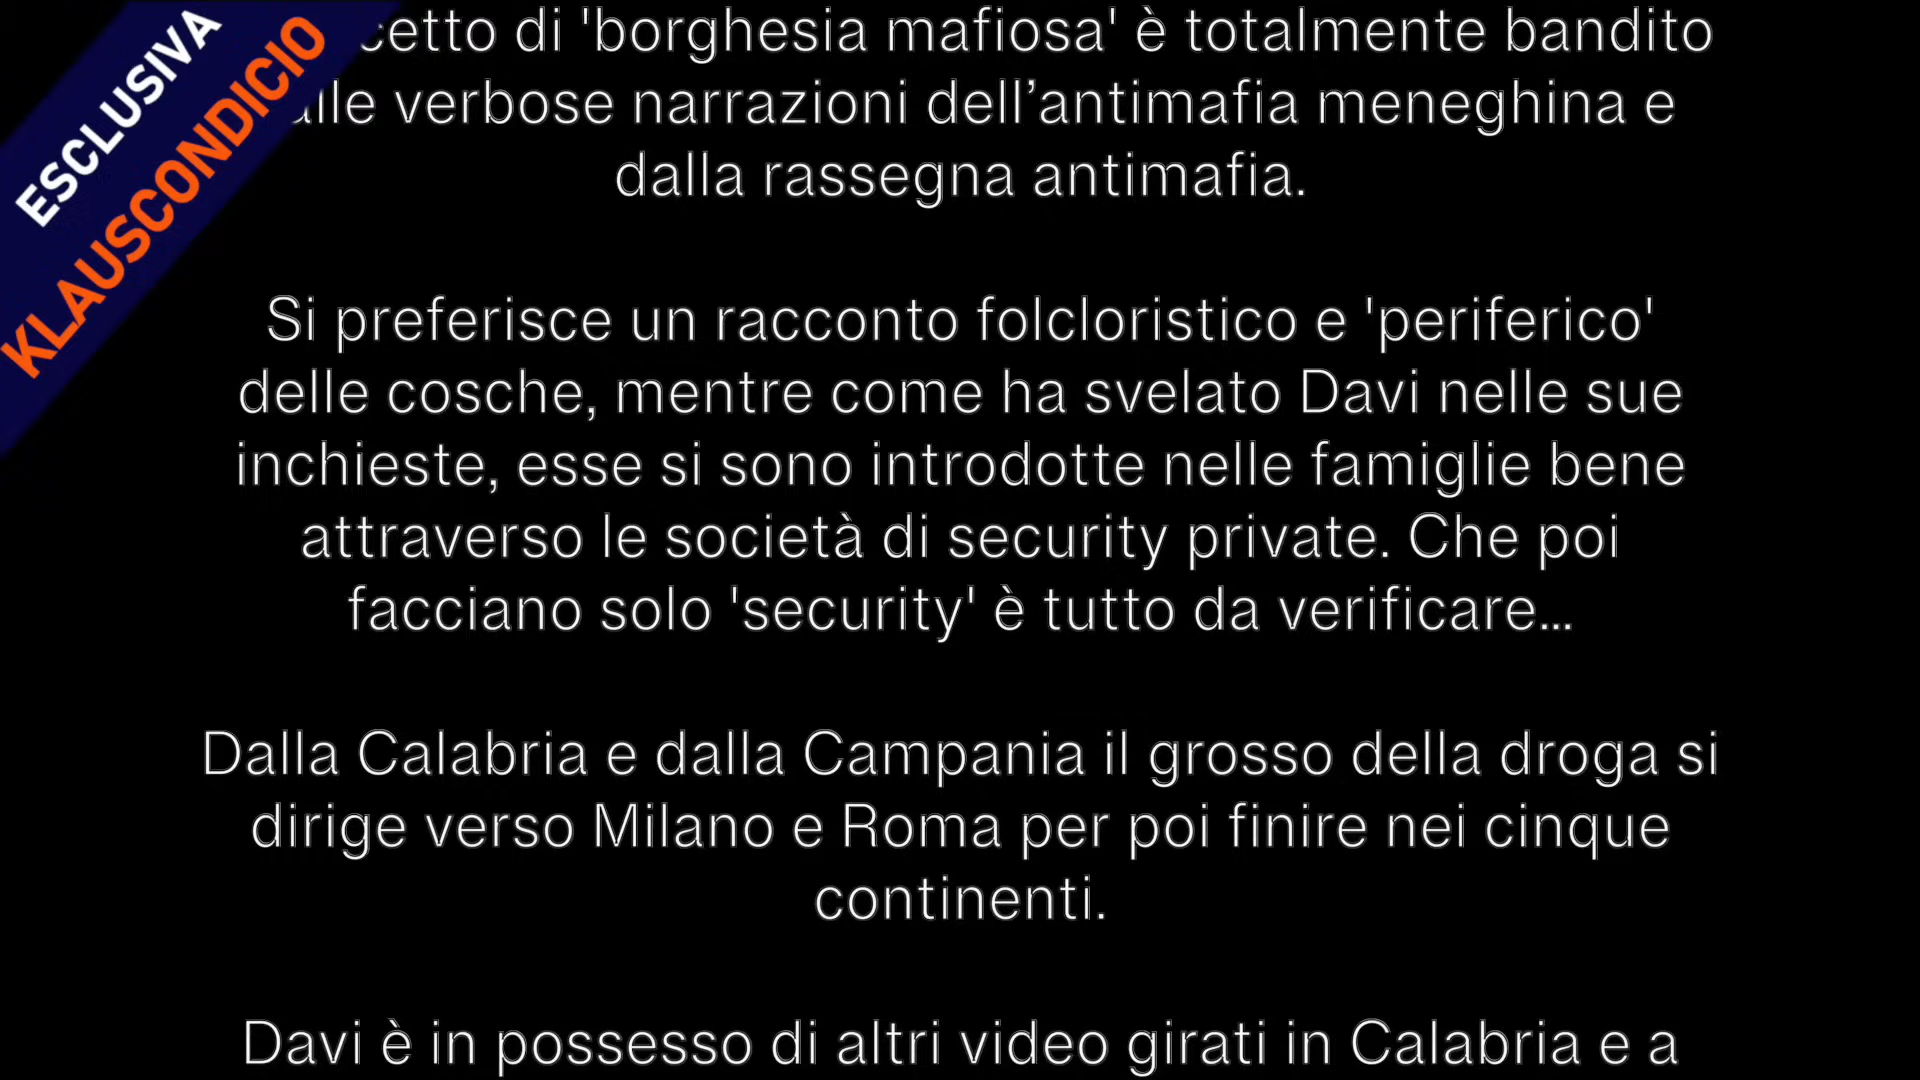 ESCLUSIVA
KLAUSCONDICIO
di 'borghesia mafiosa' è totalmente bandito
verbose narrazioni dell’antimafia meneghina e
dalla rassegna antimafia.
Si preferisce un racconto folcloristico e 'periferico'
delle cosche, mentre come ha svelato Davi nelle sue
inchieste, esse si sono introdotte nelle famiglie bene
attraverso le società di security private. Che poi
facciano solo 'security' è tutto da verificare...
Dalla Calabria e dalla Campania il grosso della droga si
dirige verso Milano e Roma per poi finire nei cinque
continenti.
Davi è in possesso di altri video girati in Calabria e a